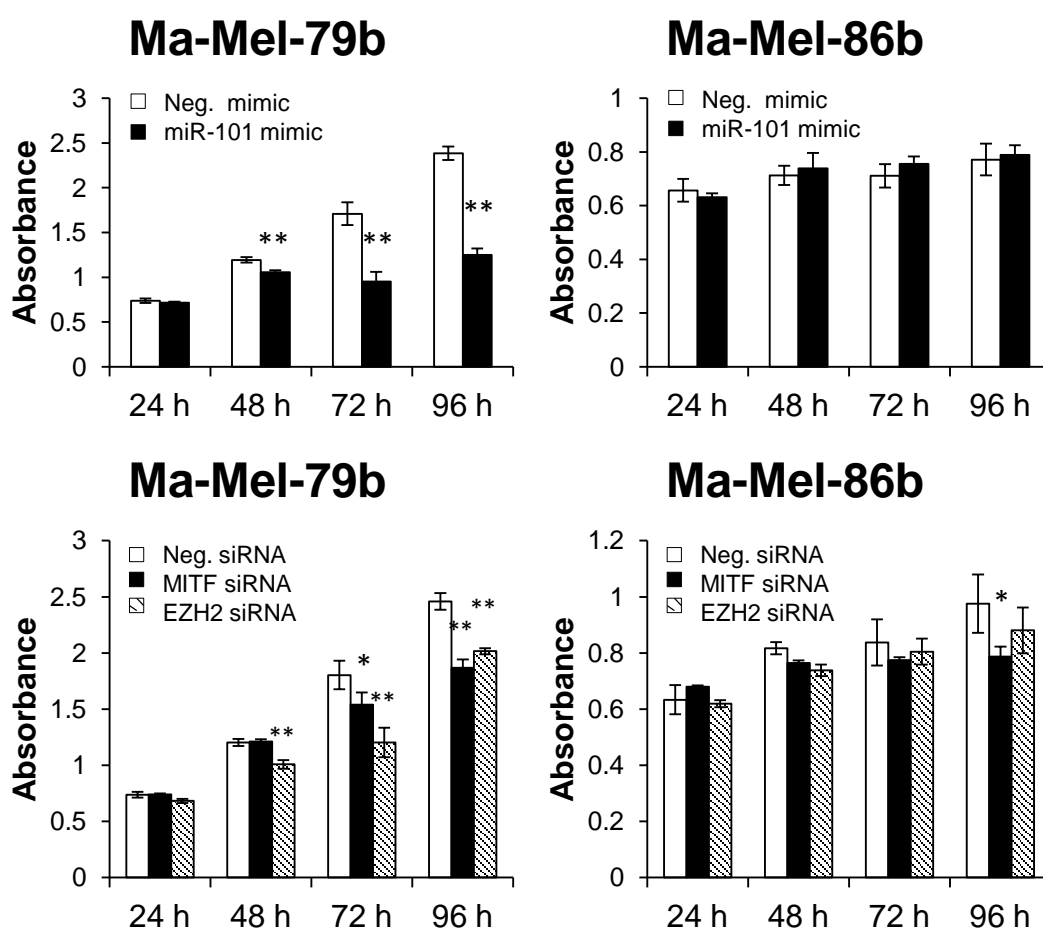 Ma-Mel-79b
Absorbance
3
2.5
2
1.5
1
0.5
0
Neg. mimic
miR-101 mimic
**
**
**
24 h 48 h 72 h 96 h
Ma-Mel-86b
Absorbance
1
0.8
0.6
0.4
0.2
0
Neg. mimic
miR-101 mimic
24 h 48 h 72 h 96 h
Ma-Mel-79b
Absorbance
3
2.5
2
1.5
1
0.5
0
Neg. siRNA
MITF siRNA
EZH2 siRNA
**
*
**
**
**
24 h 48 h 72 h 96 h
Ma-Mel-86b
Absorbance
1.2
1
0.8
0.6
0.4
0.2
0
Neg. siRNA
MITF siRNA
EZH2 siRNA
*
24 h 48 h 72 h 96 h